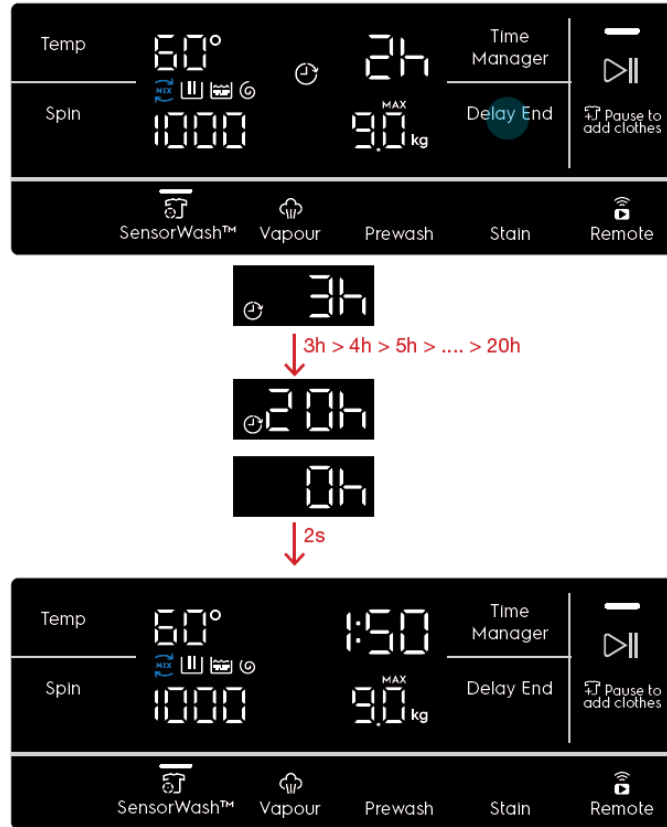 Temp
60°
2h
Time
Manager
MIX
Spin
1000
MAX
9.0 kg
Delay End
Pause to
add clothes
SensorWash™
Vapour
Prewash
Stain
Remote
3h
3h > 4h > 5h > .... > 20h
20h
0h
2s
Temp
60°
1:50
Time
Manager
MIX
Spin
1000
MAX
9.0 kg
Delay End
Pause to
add clothes
SensorWash™
Vapour
Prewash
Stain
Remote